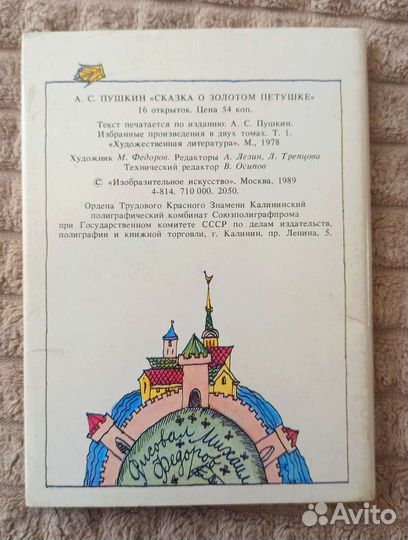 А. С. ПУШКИН «СКАЗКА О ЗОЛОТОМ ПЕТУШКЕ»
16 открыток. Цена 54 коп.
Текст печатается по изданию: А. С. Пушкин.
Избранные произведения в двух томах. Т. 1.
«Художественная литература», М., 1978
Художник М. Федоров. Редакторы А. Лезин, Л. Трепцова
Технический редактор В. Осипов
© «Изобразительное искусство». Москва. 1989
4-814. 710 000. 2050.
Ордена Трудового Красного Знамени Калининский
полиграфический комбинат Союзполиграфпрома
при Государственном комитете СССР по делам издательств,
полиграфии и книжной торговли, г. Калинин, пр. Ленина, 5.
Рисовал Михаил
Федоров
Avito